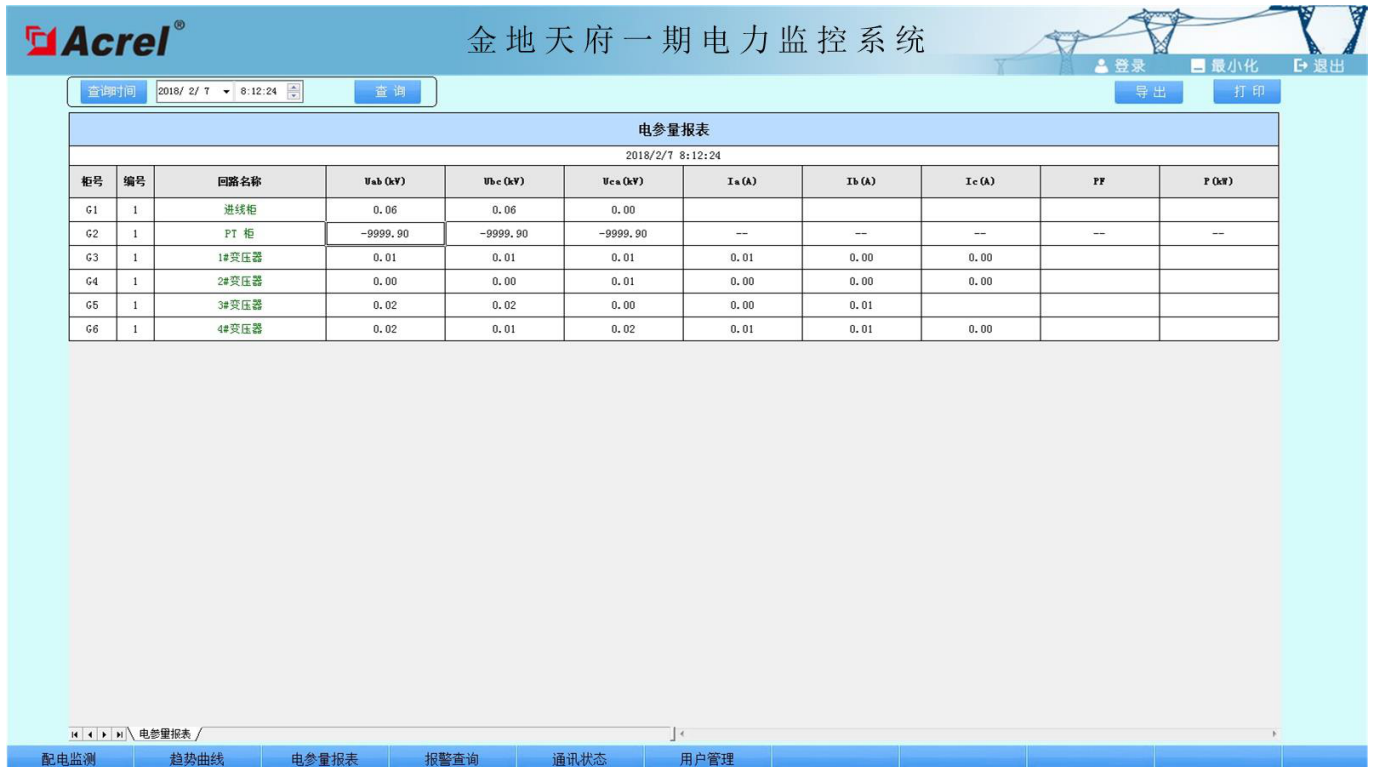 Acrel®
金地天府一期电力监控系统
登录 最小化 退出
查询时间 2018/ 2/ 7 8:12:24 查 询 导 出 打 印
电参量报表
2018/2/7 8:12:24
柜号 编号 回路名称 Uab(kV) Ubc(kV) Uca(kV) Ia(A) Ib(A) Ic(A) PF P(kW)
G1 1 进线柜 0.06 0.06 0.00
G2 1 PT 柜 -9999.90 -9999.90 -9999.90 -- -- -- -- --
G3 1 1#变压器 0.01 0.01 0.01 0.01 0.00 0.00
G4 1 2#变压器 0.00 0.00 0.01 0.00 0.00 0.00
G5 1 3#变压器 0.02 0.02 0.00 0.00 0.01
G6 1 4#变压器 0.02 0.01 0.02 0.01 0.01 0.00
电参量报表
配电监测 趋势曲线 电参量报表 报警查询 通讯状态 用户管理